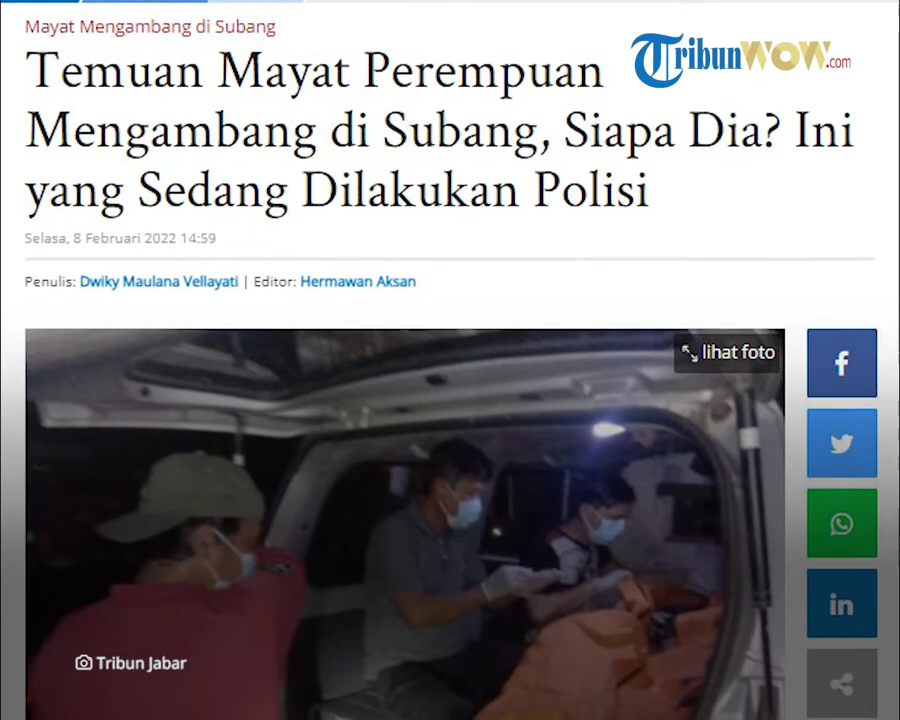 Mayat Mengambang di Subang
Temuan Mayat Perempuan
TribunWOW.com
Mengambang di Subang, Siapa Dia? Ini
yang Sedang Dilakukan Polisi
Selasa, 8 Februari 2022 14:59
Penulis: Dwiky Maulana Vellayati | Editor: Hermawan Aksan
lihat foto
Tribun Jabar